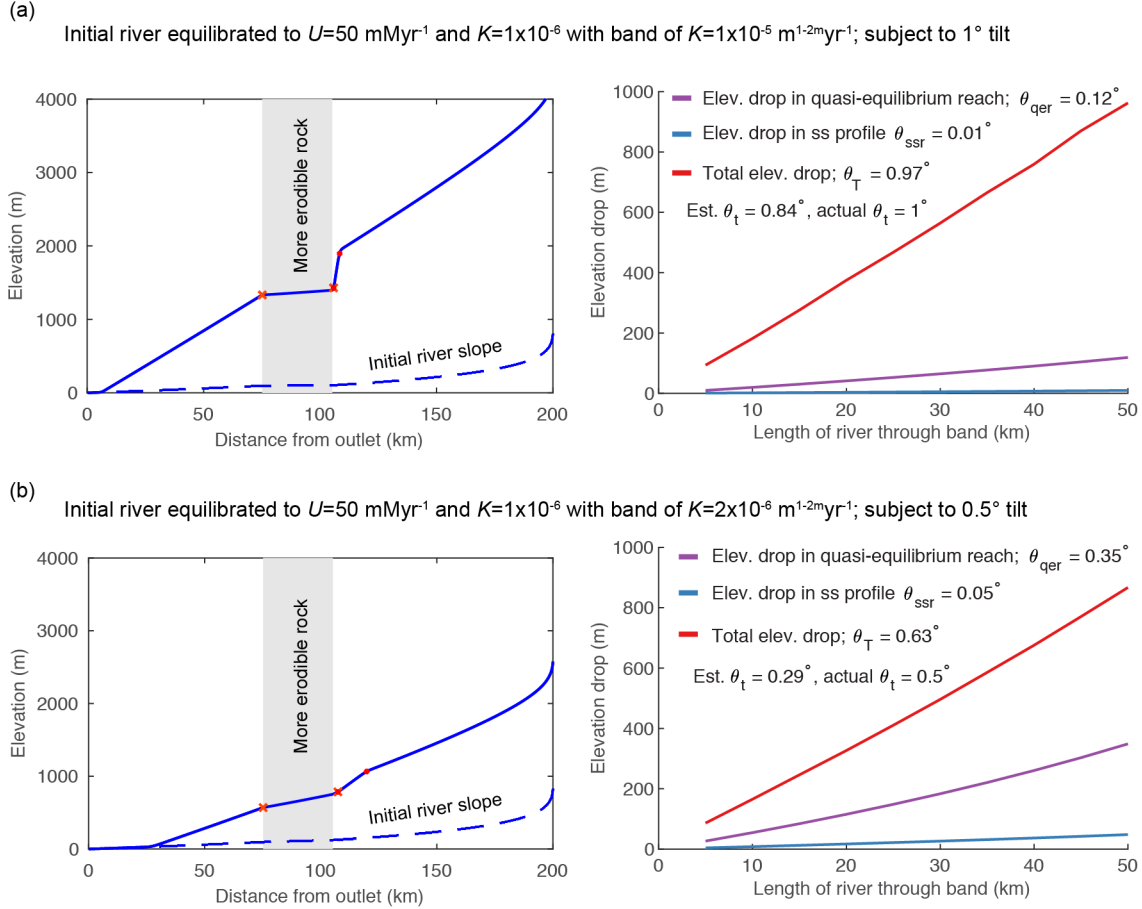 (a)
Initial river equilibrated to U=50 mMyr⁻¹ and K=1x10⁻⁶ with band of K=1x10⁻⁵ m¹⁻²ᵐyr⁻¹; subject to 1° tilt
4000
3000
2000
1000
0
Elevation (m)
More erodible rock
Initial river slope
0 50 100 150 200
Distance from outlet (km)
1000
800
600
400
200
0
Elevation drop (m)
Elev. drop in quasi-equilibrium reach; θqer = 0.12°
Elev. drop in ss profile θssr = 0.01°
Total elev. drop; θT = 0.97°
Est. θt = 0.84°, actual θt = 1°
0 10 20 30 40 50
Length of river through band (km)
(b)
Initial river equilibrated to U=50 mMyr⁻¹ and K=1x10⁻⁶ with band of K=2x10⁻⁶ m¹⁻²ᵐyr⁻¹; subject to 0.5° tilt
4000
3000
2000
1000
0
Elevation (m)
More erodible rock
Initial river slope
0 50 100 150 200
Distance from outlet (km)
1000
800
600
400
200
0
Elevation drop (m)
Elev. drop in quasi-equilibrium reach; θqer = 0.35°
Elev. drop in ss profile θssr = 0.05°
Total elev. drop; θT = 0.63°
Est. θt = 0.29°, actual θt = 0.5°
0 10 20 30 40 50
Length of river through band (km)